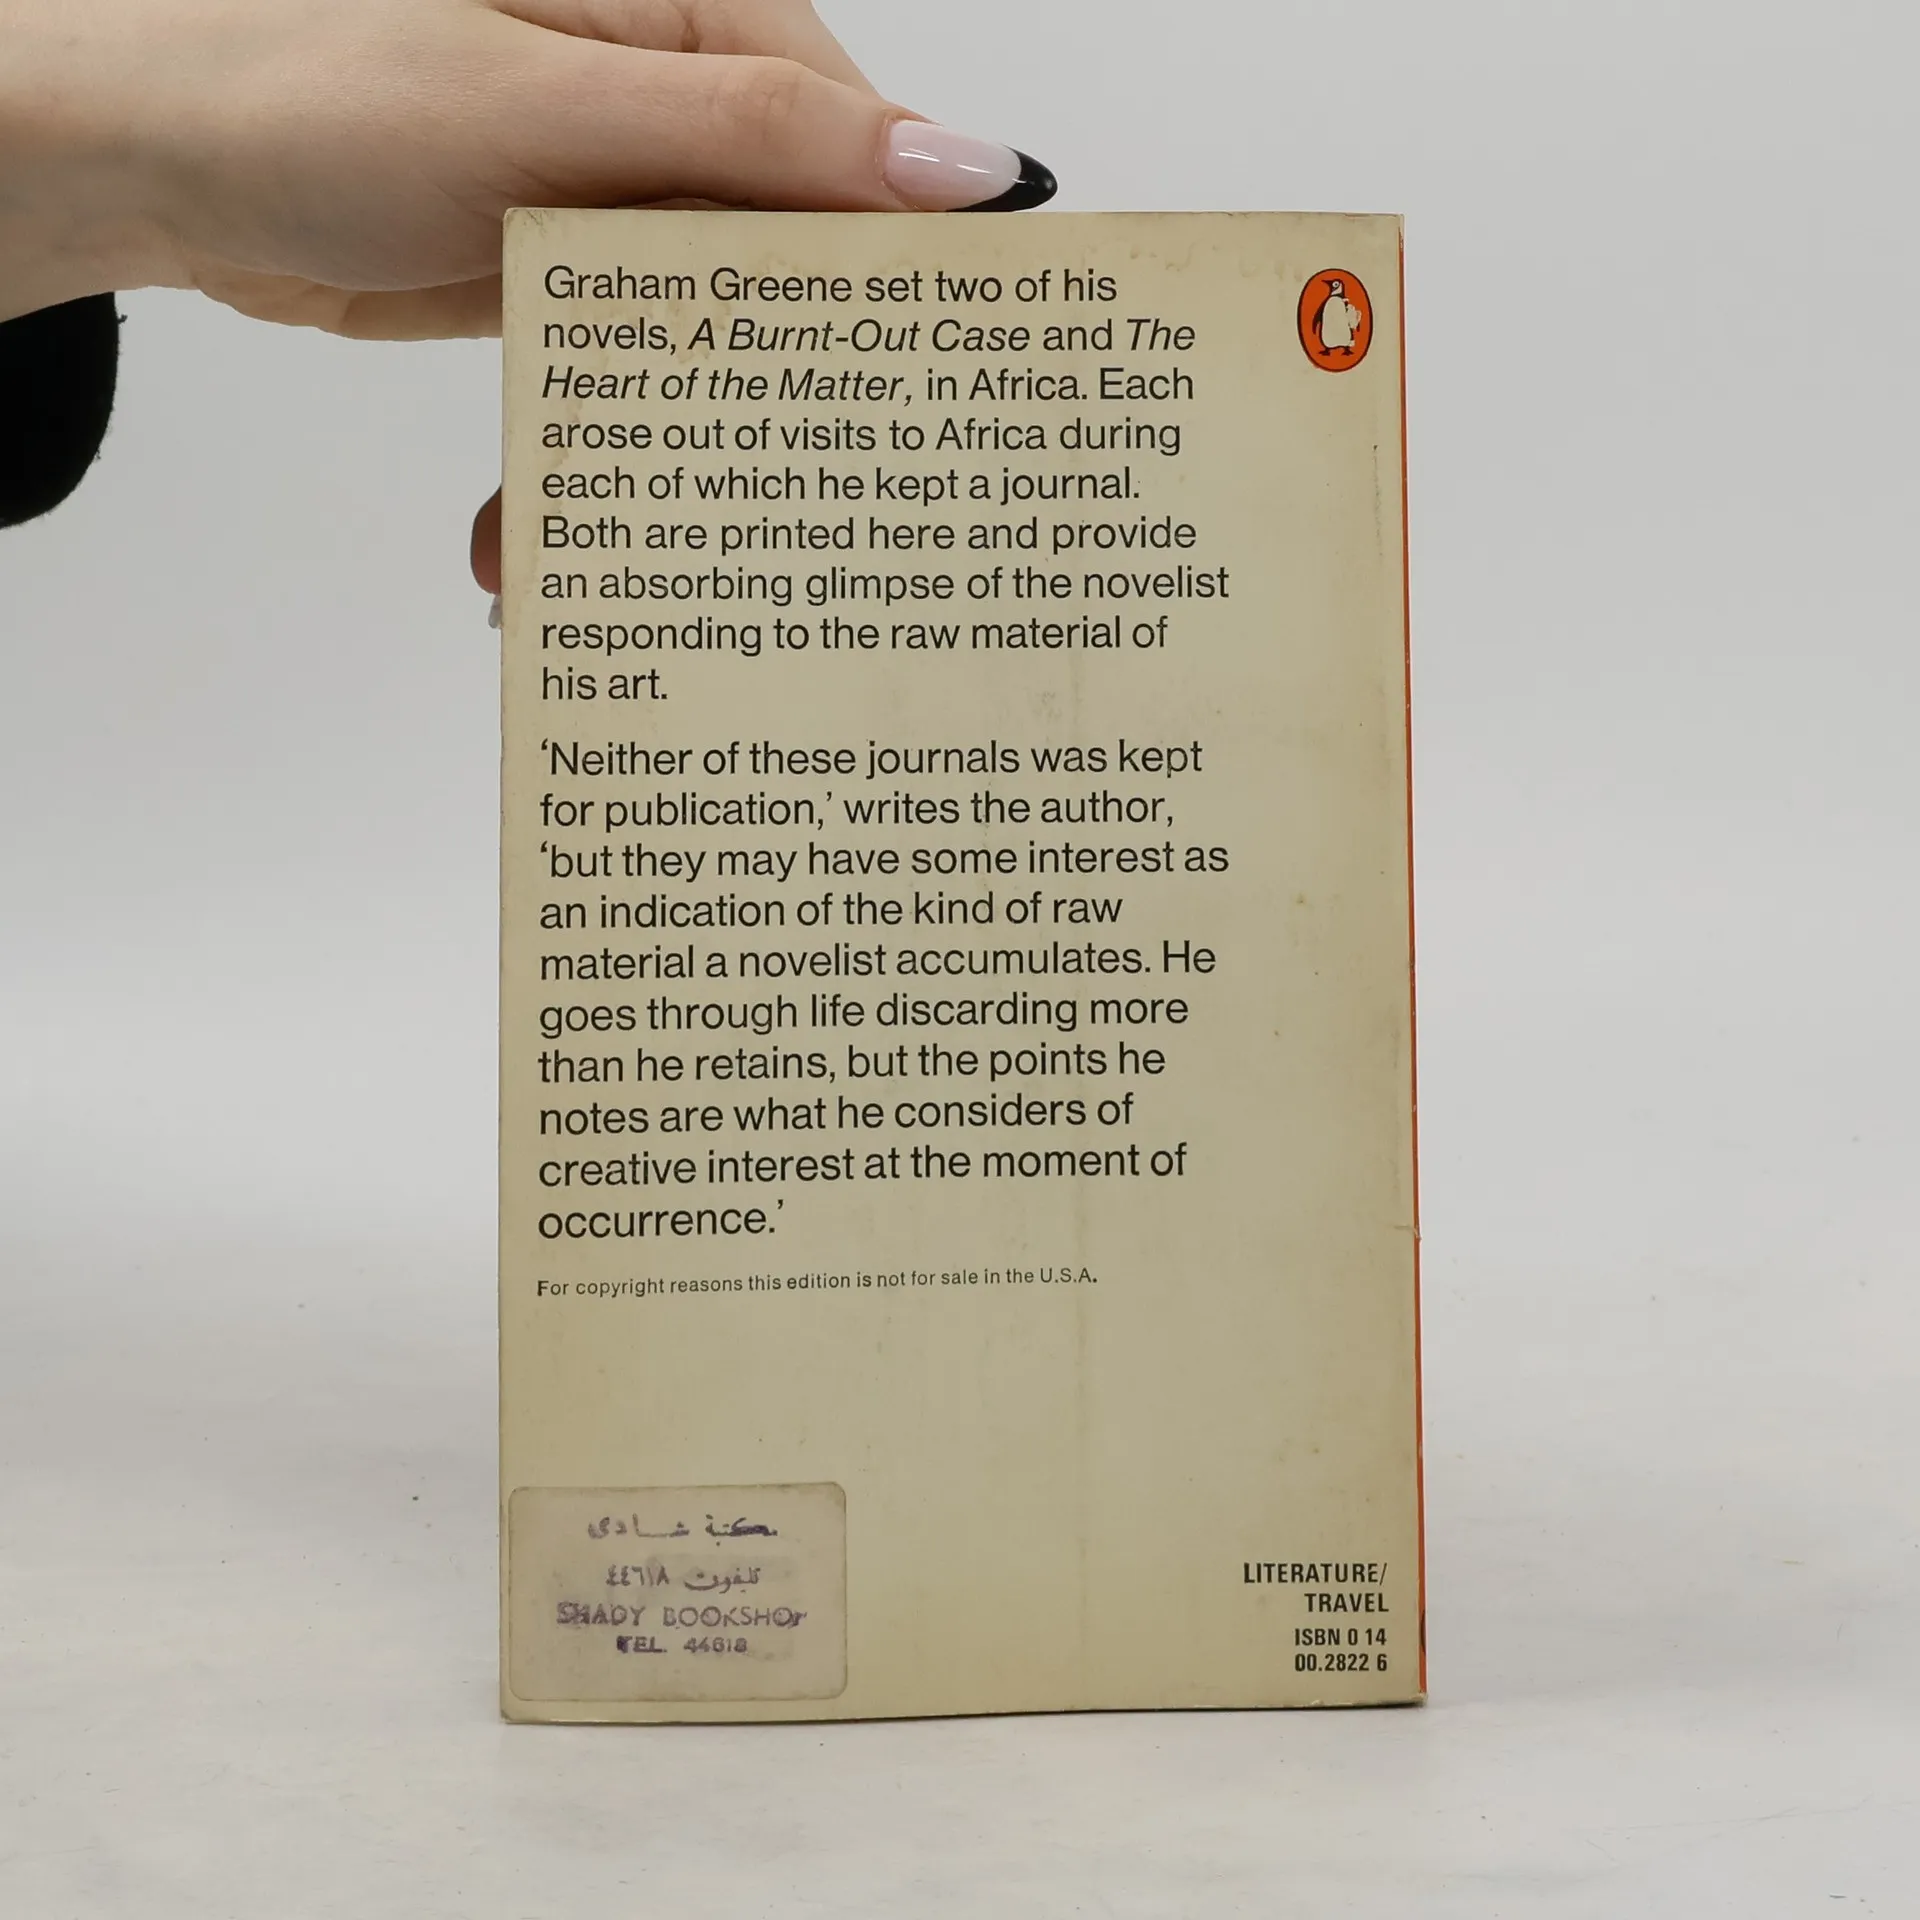 Graham Greene set two of his
novels, A Burnt-Out Case and The
Heart of the Matter, in Africa. Each
arose out of visits to Africa during
each of which he kept a journal.
Both are printed here and provide
an absorbing glimpse of the novelist
responding to the raw material of
his art.
‘Neither of these journals was kept
for publication,’ writes the author,
‘but they may have some interest as
an indication of the kind of raw
material a novelist accumulates. He
goes through life discarding more
than he retains, but the points he
notes are what he considers of
creative interest at the moment of
occurrence.’
For copyright reasons this edition is not for sale in the U.S.A.
مكتبة شادى
تلفون ٤٤٦١٨
SHADY BOOKSHOP
TEL. 44618
LITERATURE/
TRAVEL
ISBN 0 14
00.2822 6